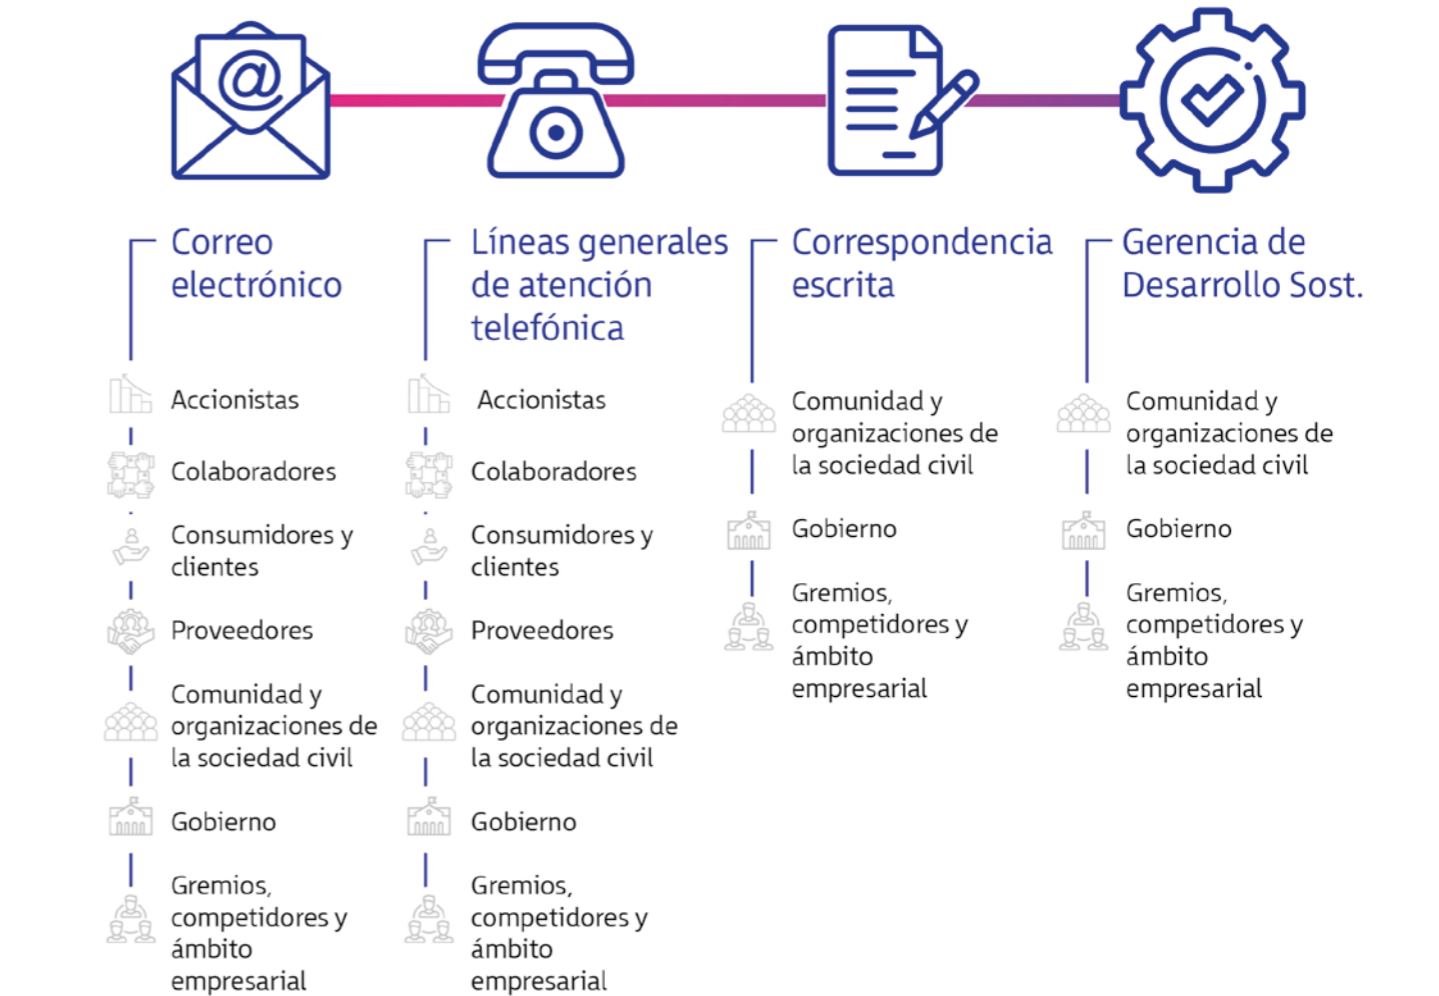 @
Correo
electrónico
Accionistas
Colaboradores
Consumidores y
clientes
Proveedores
Comunidad y
organizaciones de
la sociedad civil
Gobierno
Gremios,
competidores y
ámbito
empresarial
Líneas generales
de atención
telefónica
Accionistas
Colaboradores
Consumidores y
clientes
Proveedores
Comunidad y
organizaciones de
la sociedad civil
Gobierno
Gremios,
competidores y
ámbito
empresarial
Correspondencia
escrita
Comunidad y
organizaciones de
la sociedad civil
Gobierno
Gremios,
competidores y
ámbito
empresarial
Gerencia de
Desarrollo Sost.
Comunidad y
organizaciones de
la sociedad civil
Gobierno
Gremios,
competidores y
ámbito
empresarial